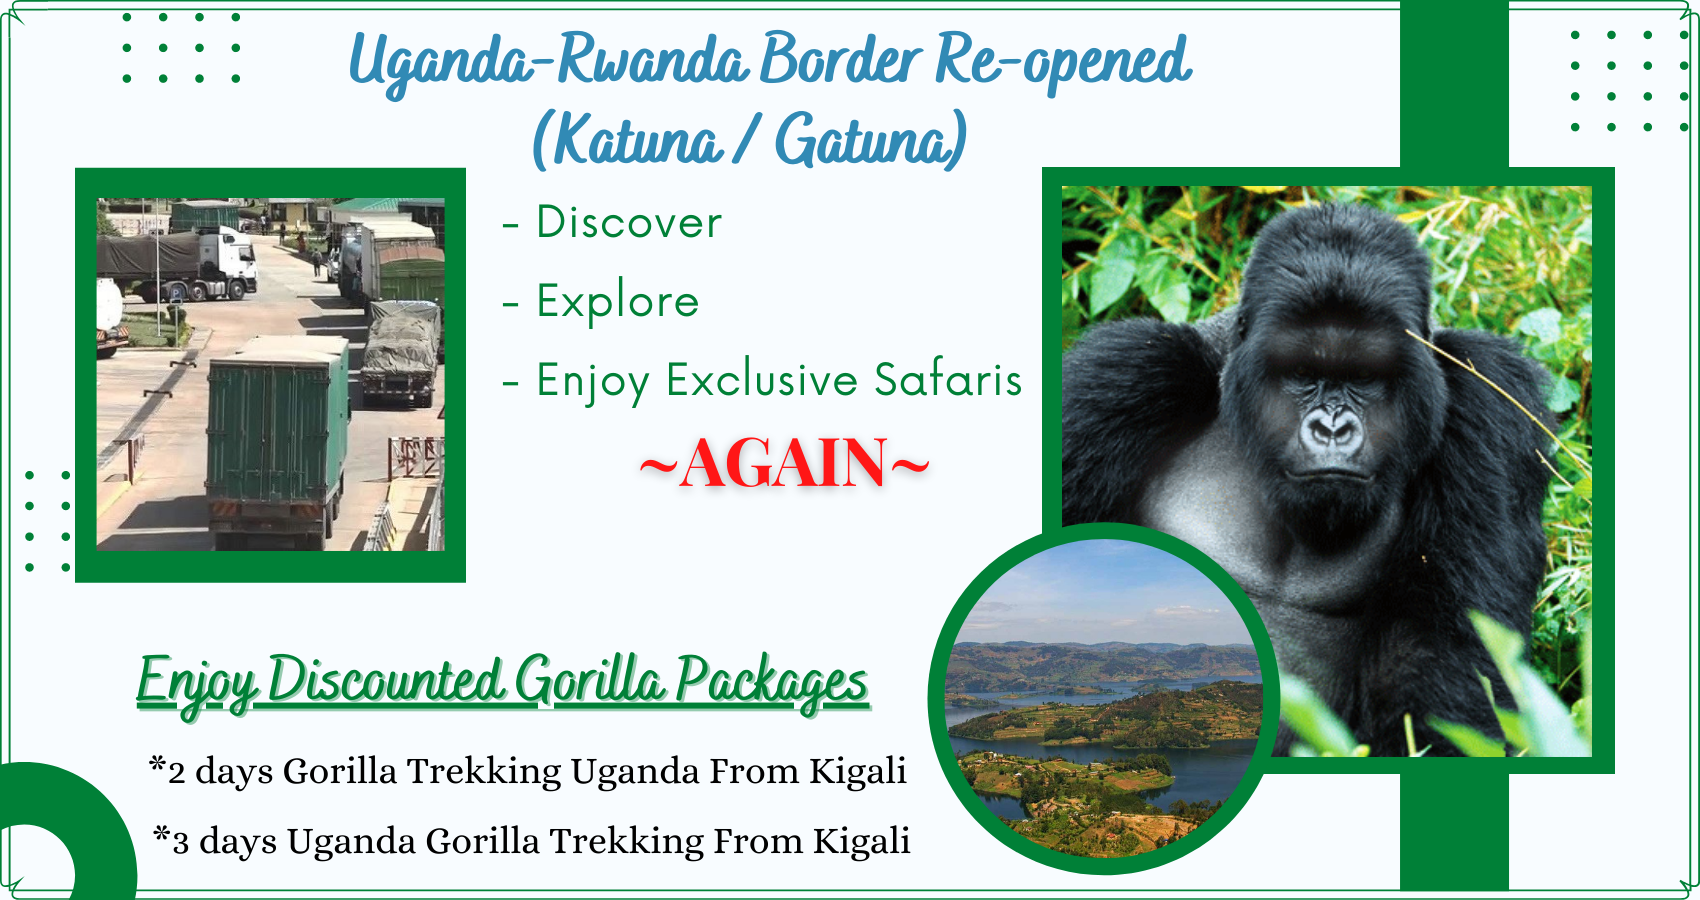 Uganda-Rwanda Border Re-opened
(Katuna / Gatuna)
- Discover
- Explore
- Enjoy Exclusive Safaris
~AGAIN~
Enjoy Discounted Gorilla Packages
*2 days Gorilla Trekking Uganda From Kigali
*3 days Uganda Gorilla Trekking From Kigali